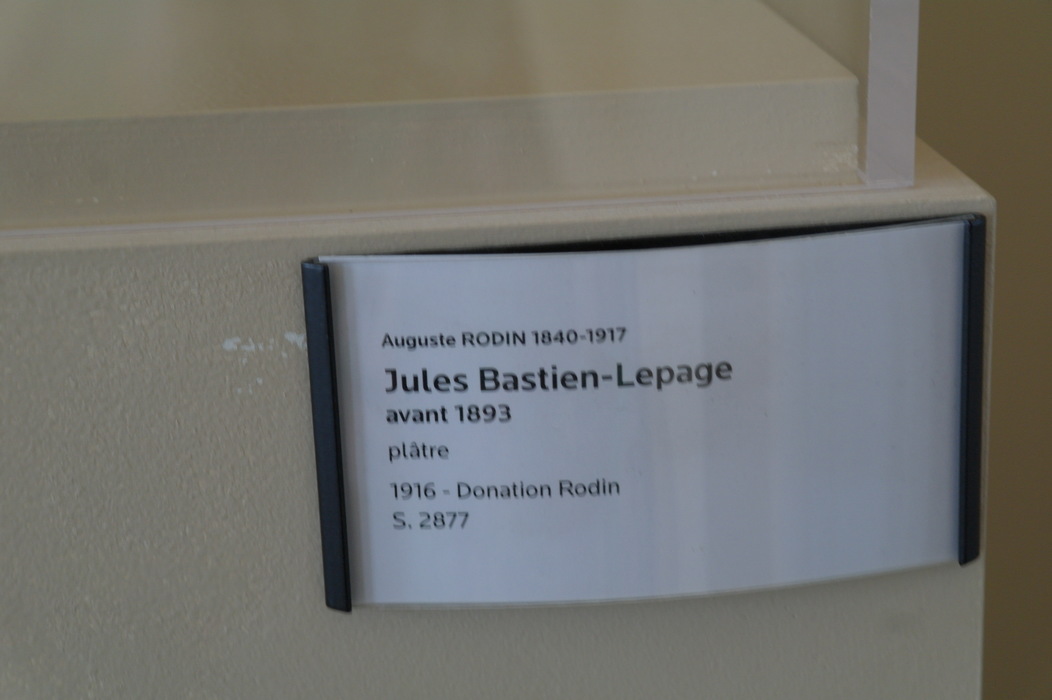 Auguste RODIN 1840-1917
Jules Bastien-Lepage
avant 1893
plâtre
1916 - Donation Rodin
S. 2877